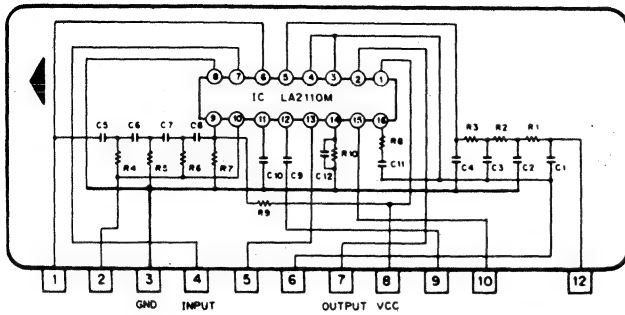 8 7 6 5 4 3 2 1
IC LA2110M
9 10 11 12 13 14 15 16
C5 C6 C7 C8
R4 R5 R6 R7
C10 C9 C12 R10 R8 C11
R3 R2 R1
C4 C3 C2 C1
R9
1 2 3 4 5 6 7 8 9 10 12
GND INPUT OUTPUT VCC